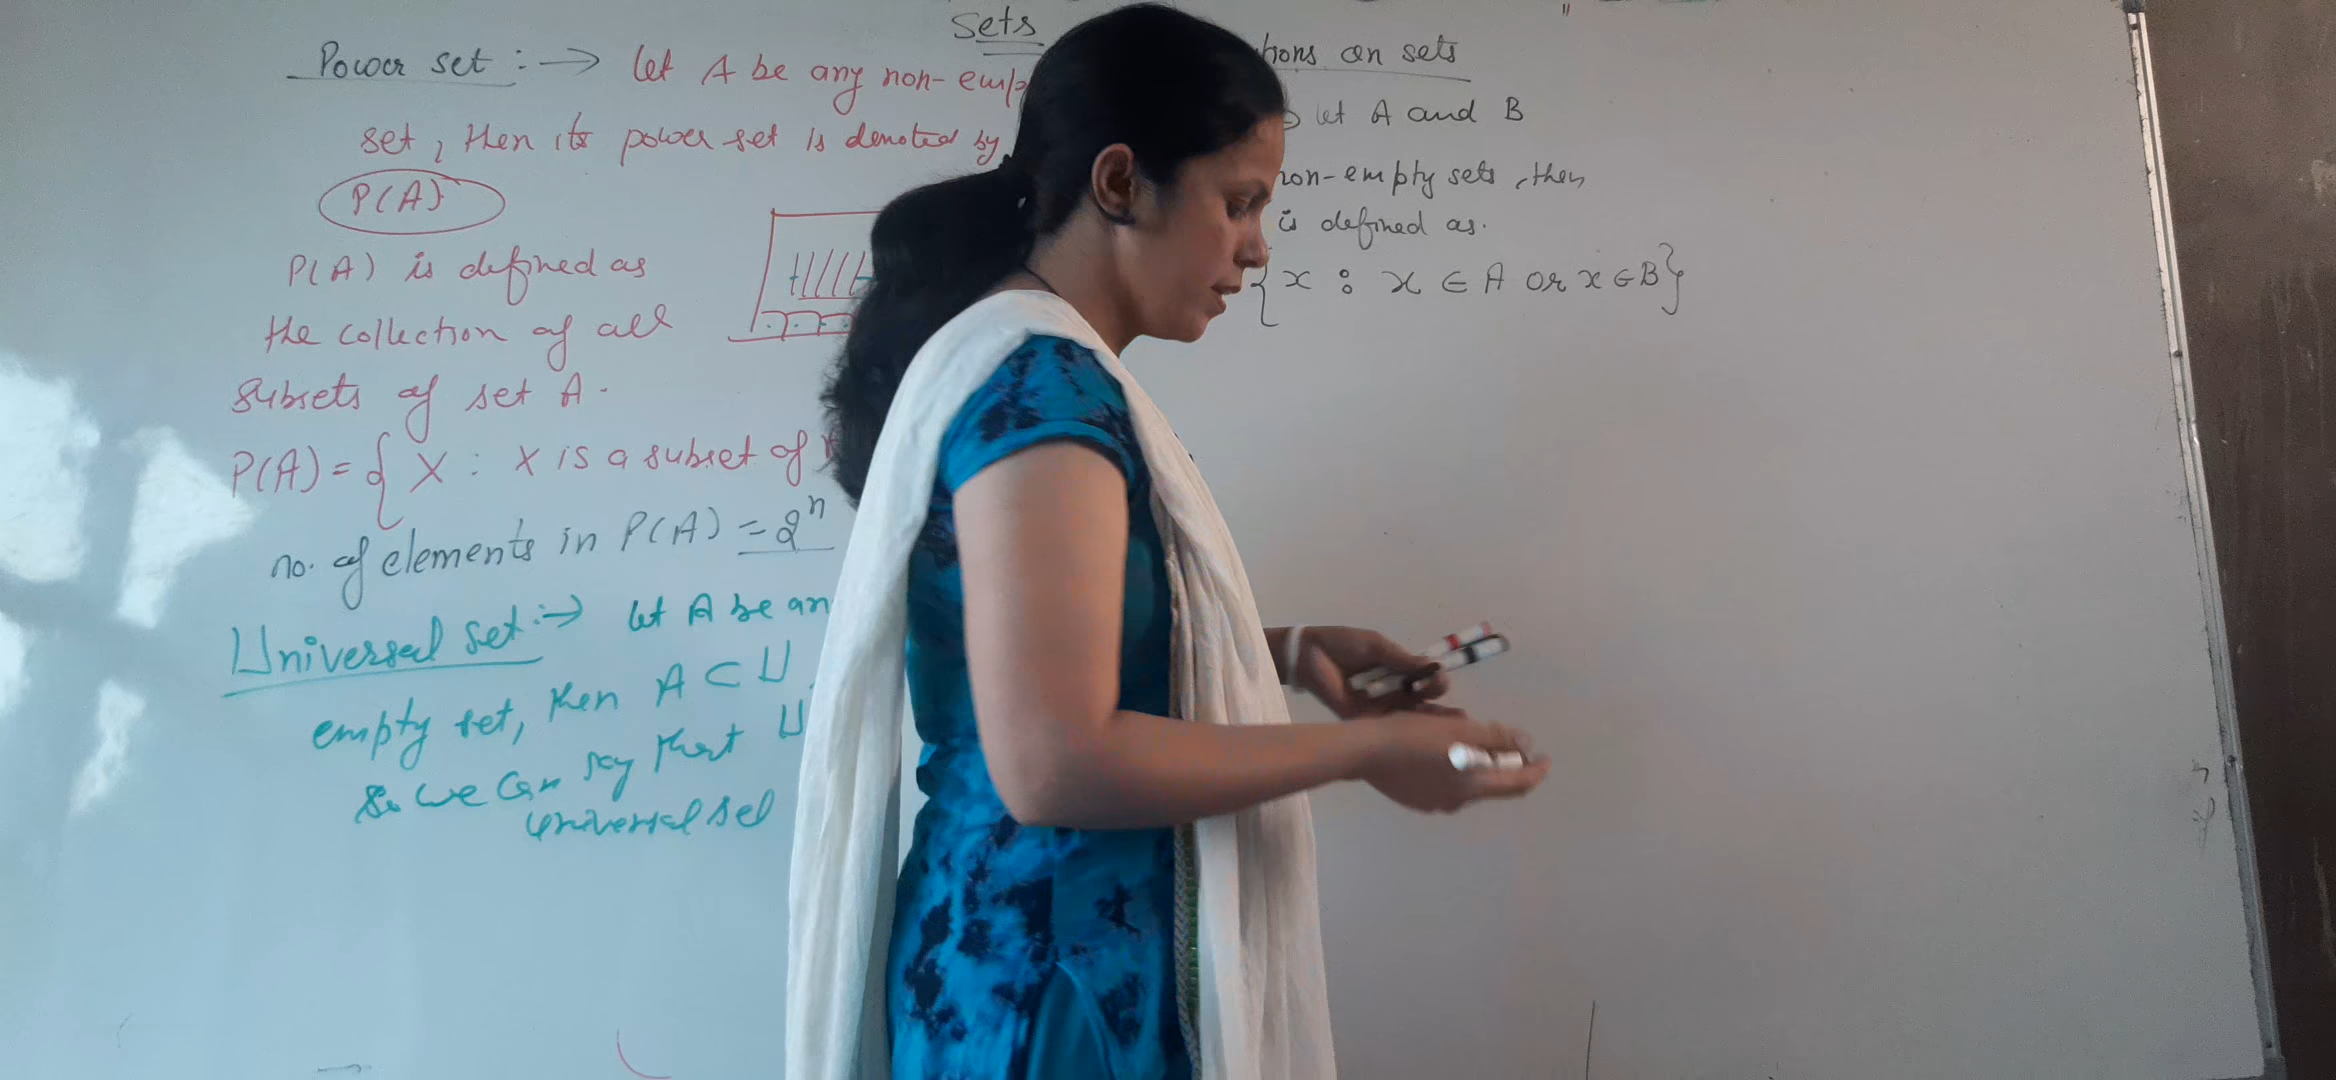 Sets
Power set :→ let A be any non-emp
set, then its power set is denoted by
P(A)
P(A) is defined as
the collection of all
subsets of set A.
P(A) = { X : X is a subset of
no. of elements in P(A) = 2ⁿ
Universal set :→ let A be an
empty set, then A ⊂ U
So we can say that U
universal set
tions on sets
let A and B
non-empty sets, then
is defined as.
{ x : x ∈ A or x ∈ B }